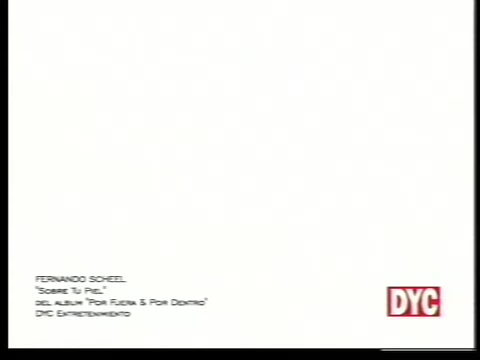 FERNANDO SCHEEL
"SOBRE TU PIEL"
DEL ALBUM "POR FUERA & POR DENTRO"
DYC ENTRETENIMIENTO
DYC